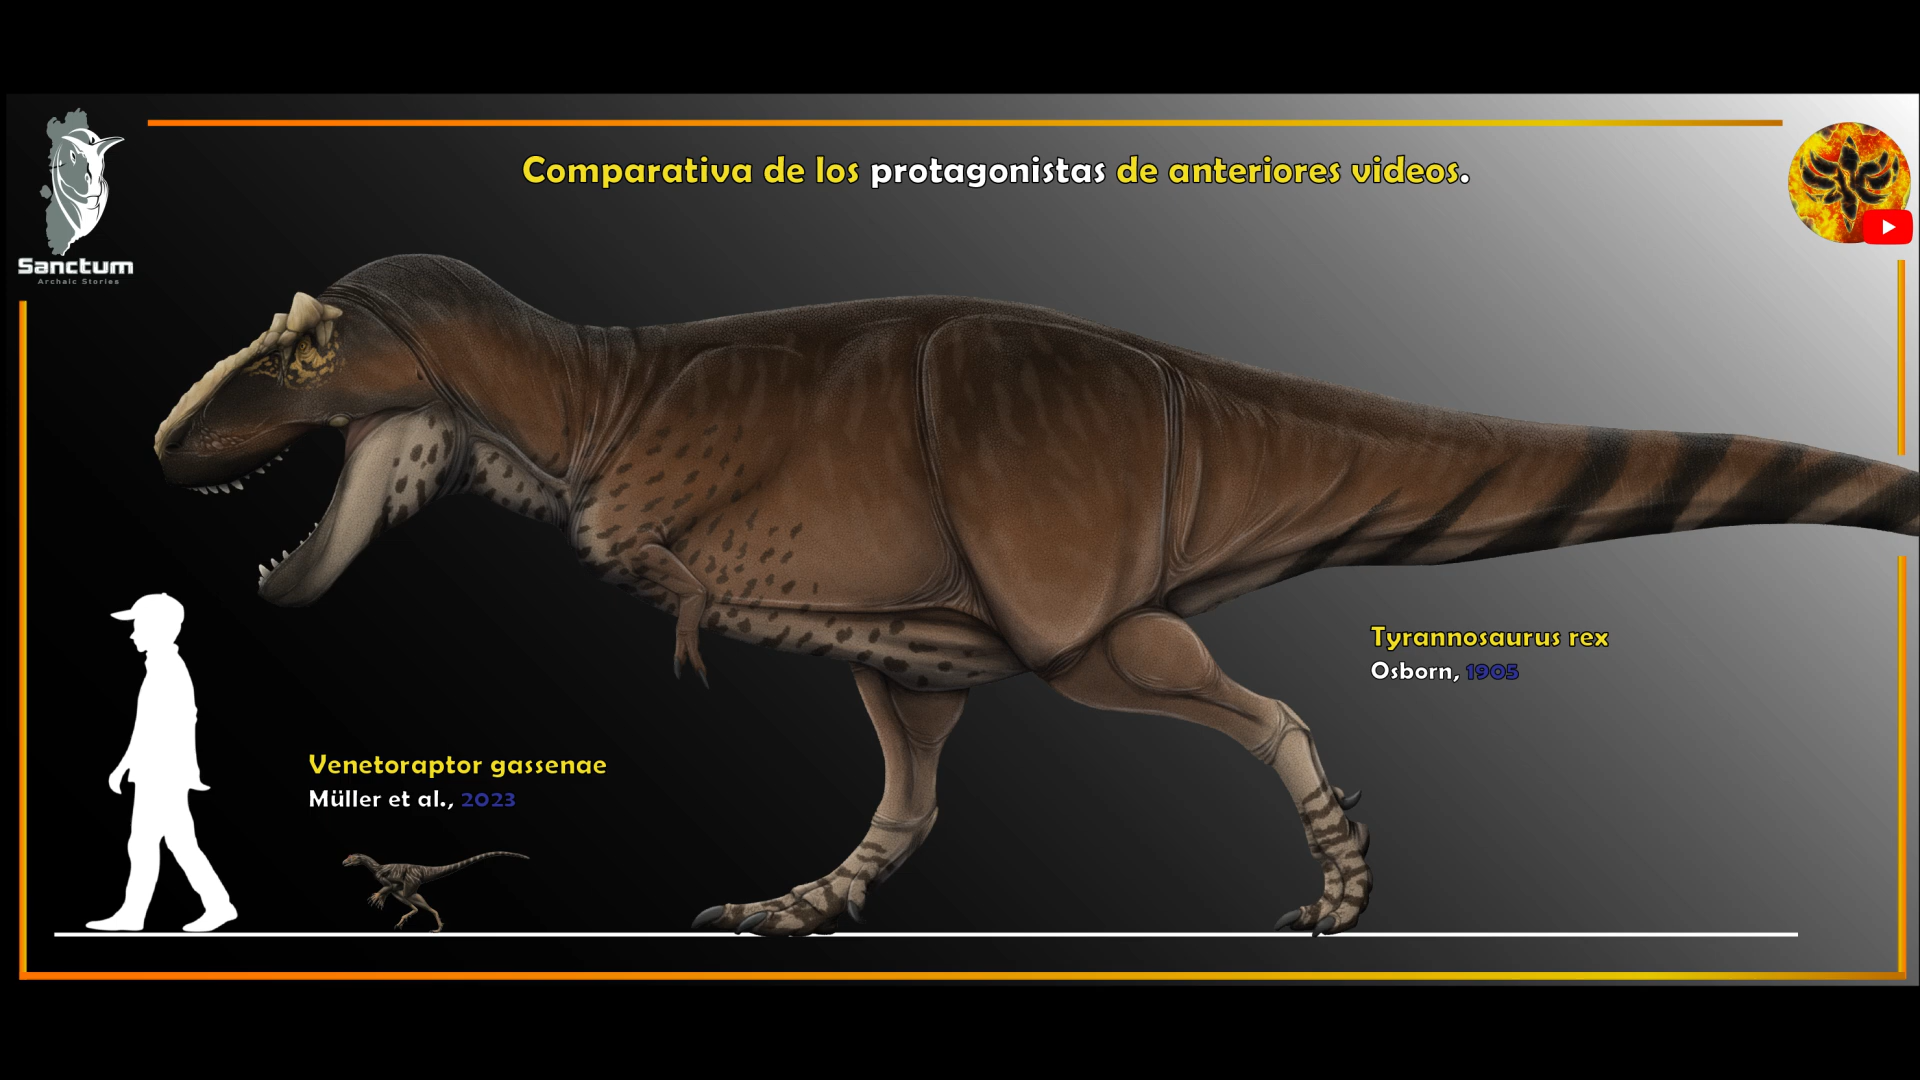 Comparativa de los protagonistas de anteriores videos.
Sanctum
Archaic Stories
Tyrannosaurus rex
Osborn, 1905
Venetoraptor gassenae
Müller et al., 2023